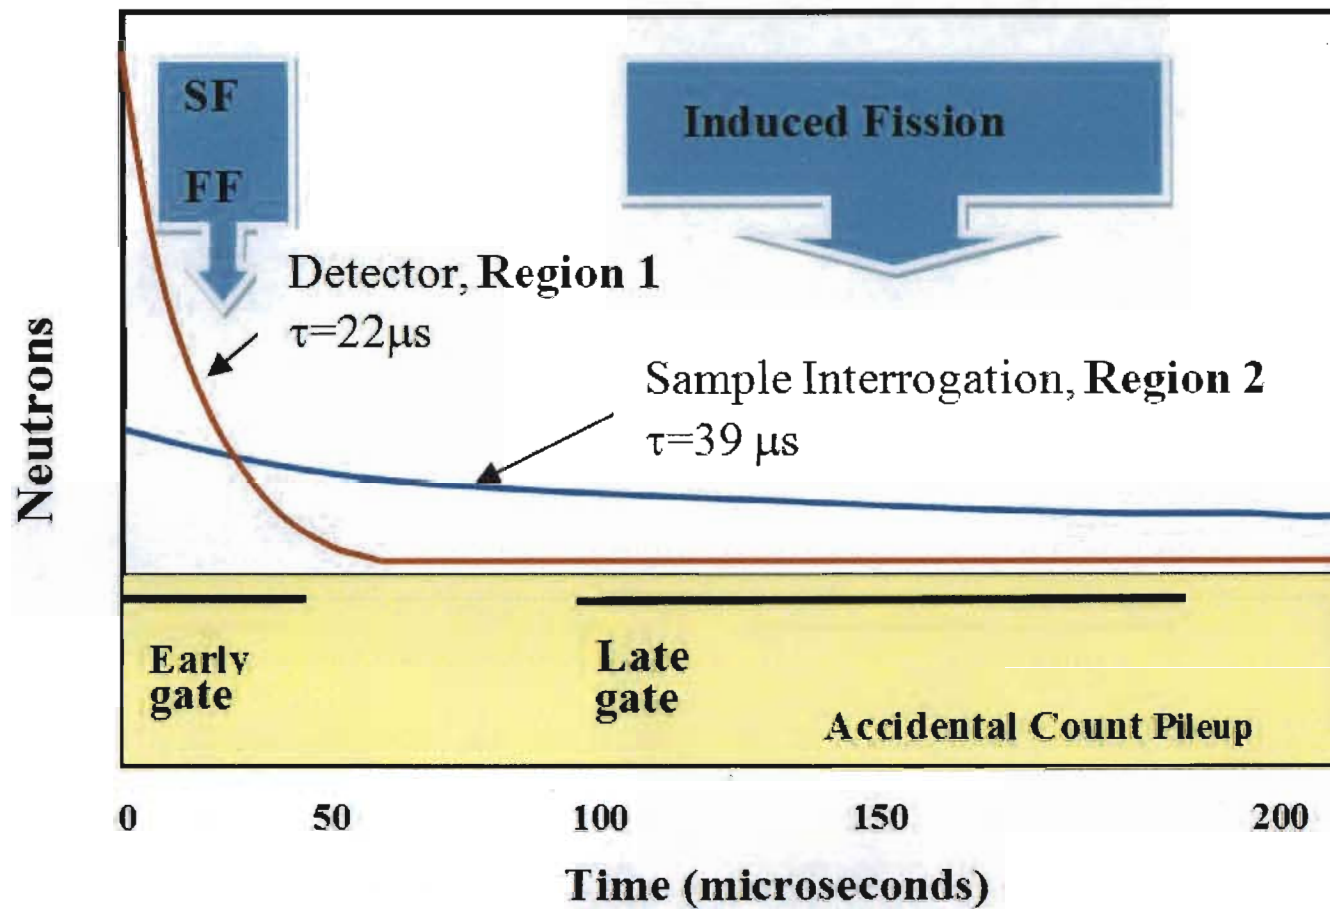 SF
FF
Induced Fission
Detector, Region 1
τ=22μs
Sample Interrogation, Region 2
τ=39 μs
Neutrons
Early
gate
Late
gate
Accidental Count Pileup
0 50 100 150 200
Time (microseconds)